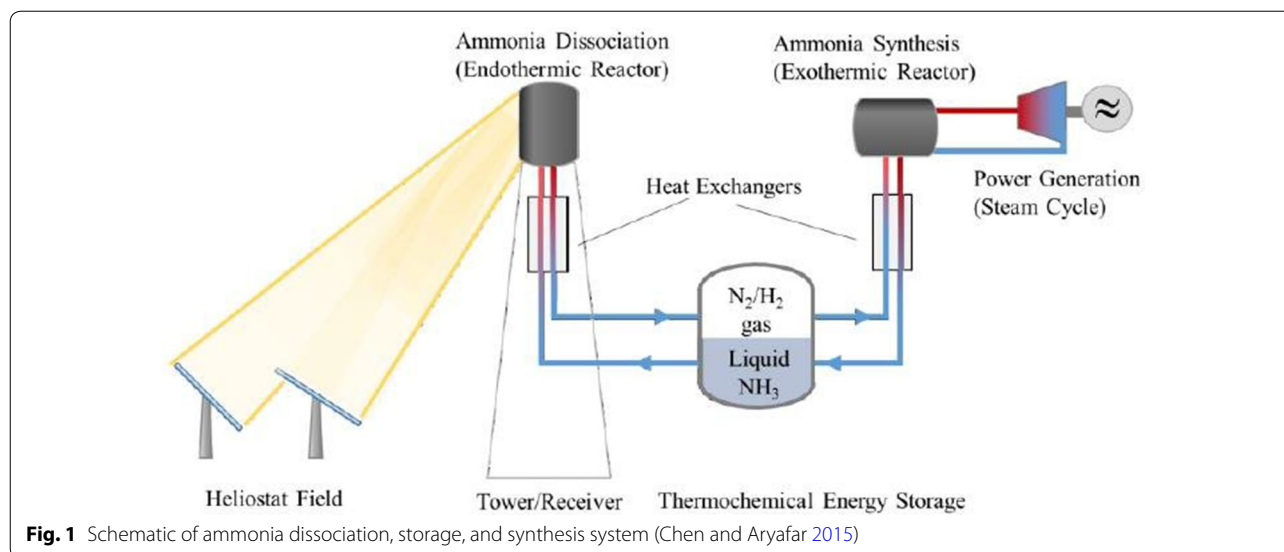 Ammonia Dissociation
(Endothermic Reactor)
Ammonia Synthesis
(Exothermic Reactor)
≈
Heat Exchangers
Power Generation
(Steam Cycle)
N₂/H₂
gas
Liquid
NH₃
Heliostat Field
Tower/Receiver
Thermochemical Energy Storage
Fig. 1 Schematic of ammonia dissociation, storage, and synthesis system (Chen and Aryafar 2015)